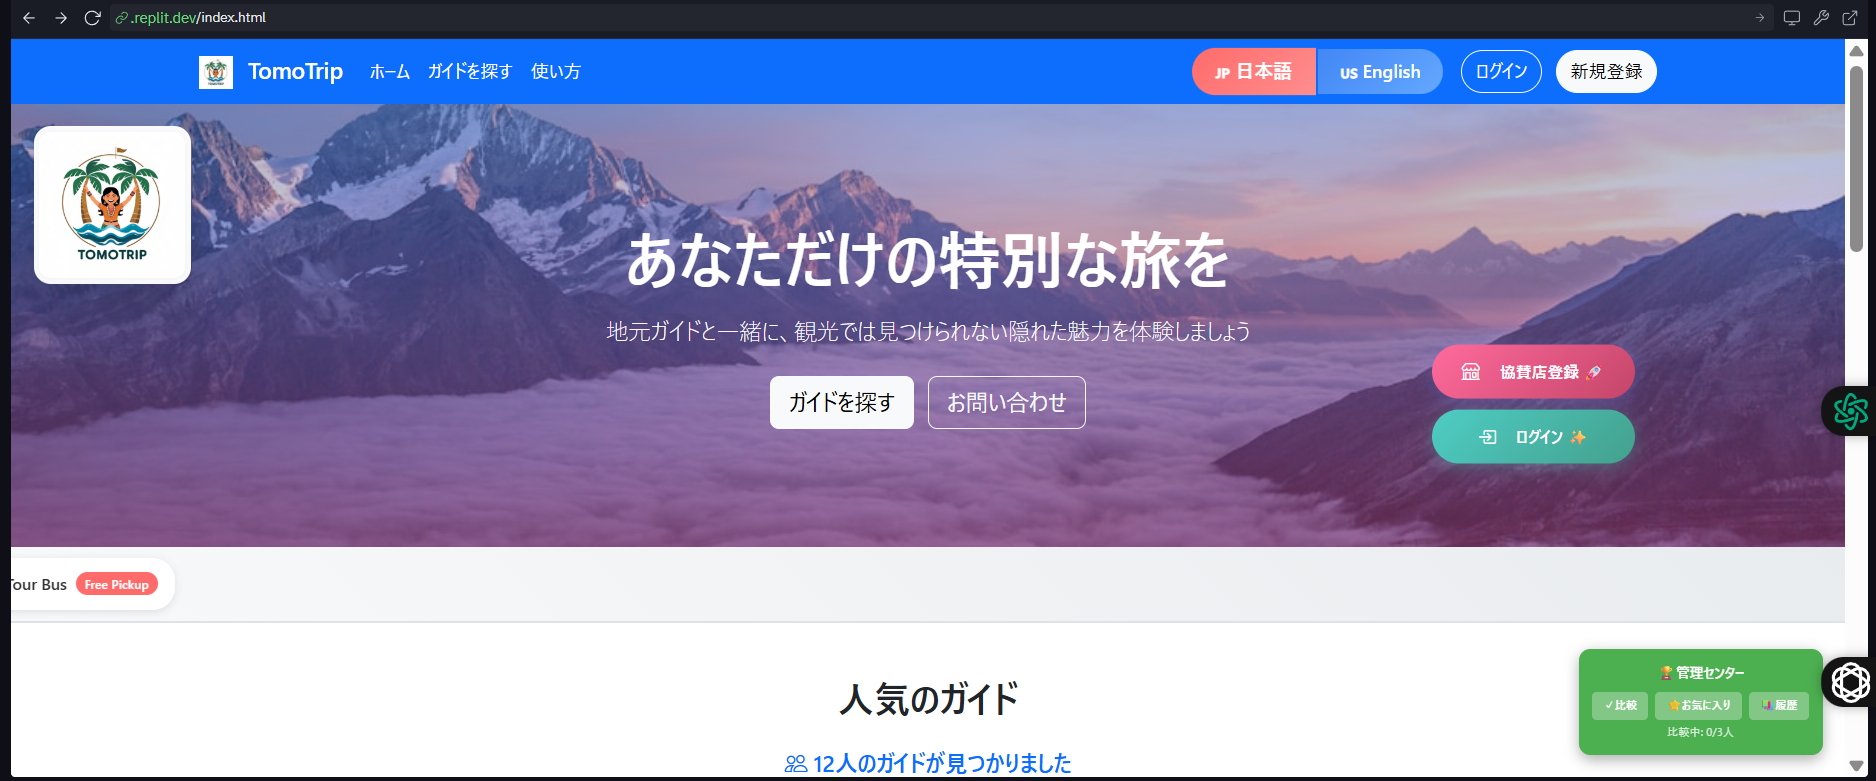 .replit.dev/index.html
TomoTrip ホーム ガイドを探す 使い方
JP 日本語 US English ログイン 新規登録
TOMOTRIP
あなただけの特別な旅を
地元ガイドと一緒に、観光では見つけられない隠れた魅力を体験しましょう
ガイドを探す お問い合わせ
協賛店登録 🚀
ログイン ✨
Tour Bus Free Pickup
人気のガイド
12人のガイドが見つかりました
🏆 管理センター
✓比較 ⭐お気に入り 📊履歴
比較中: 0/3人